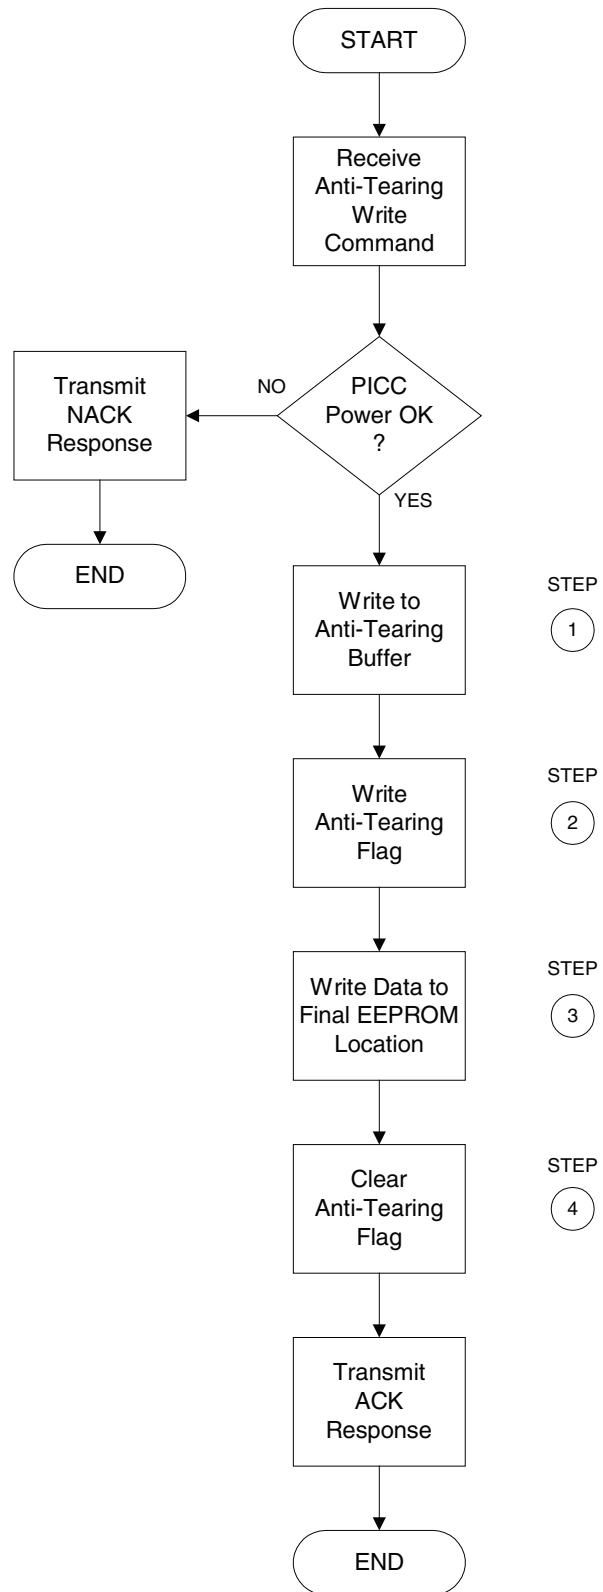 START
Receive
Anti-Tearing
Write
Command
PICC
Power OK
?
NO
Transmit
NACK
Response
END
YES
Write to
Anti-Tearing
Buffer
STEP
1
Write
Anti-Tearing
Flag
STEP
2
Write Data to
Final EEPROM
Location
STEP
3
Clear
Anti-Tearing
Flag
STEP
4
Transmit
ACK
Response
END